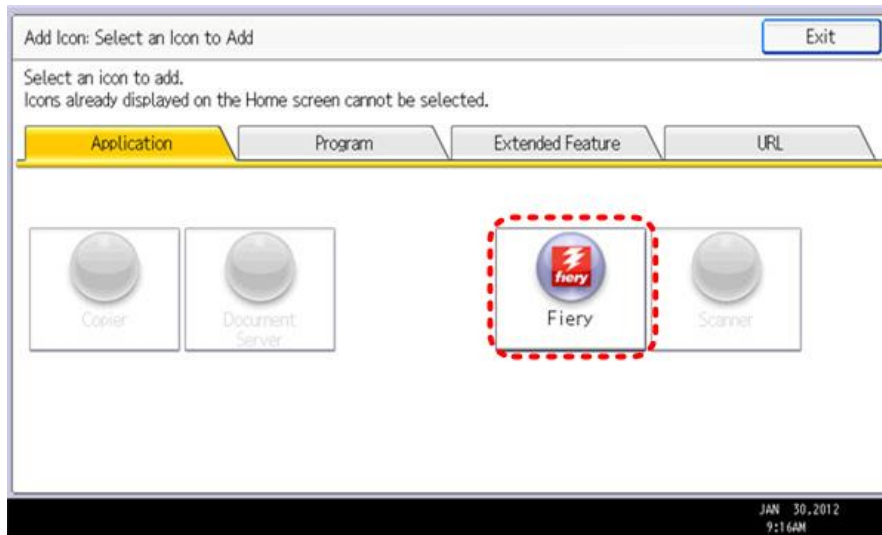 Add Icon: Select an Icon to Add
Exit
Select an icon to add.
Icons already displayed on the Home screen cannot be selected.
Application
Program
Extended Feature
URL
fiery
Copier
Document
Server
Fiery
Scanner
JAN 30,2012
9:16AM